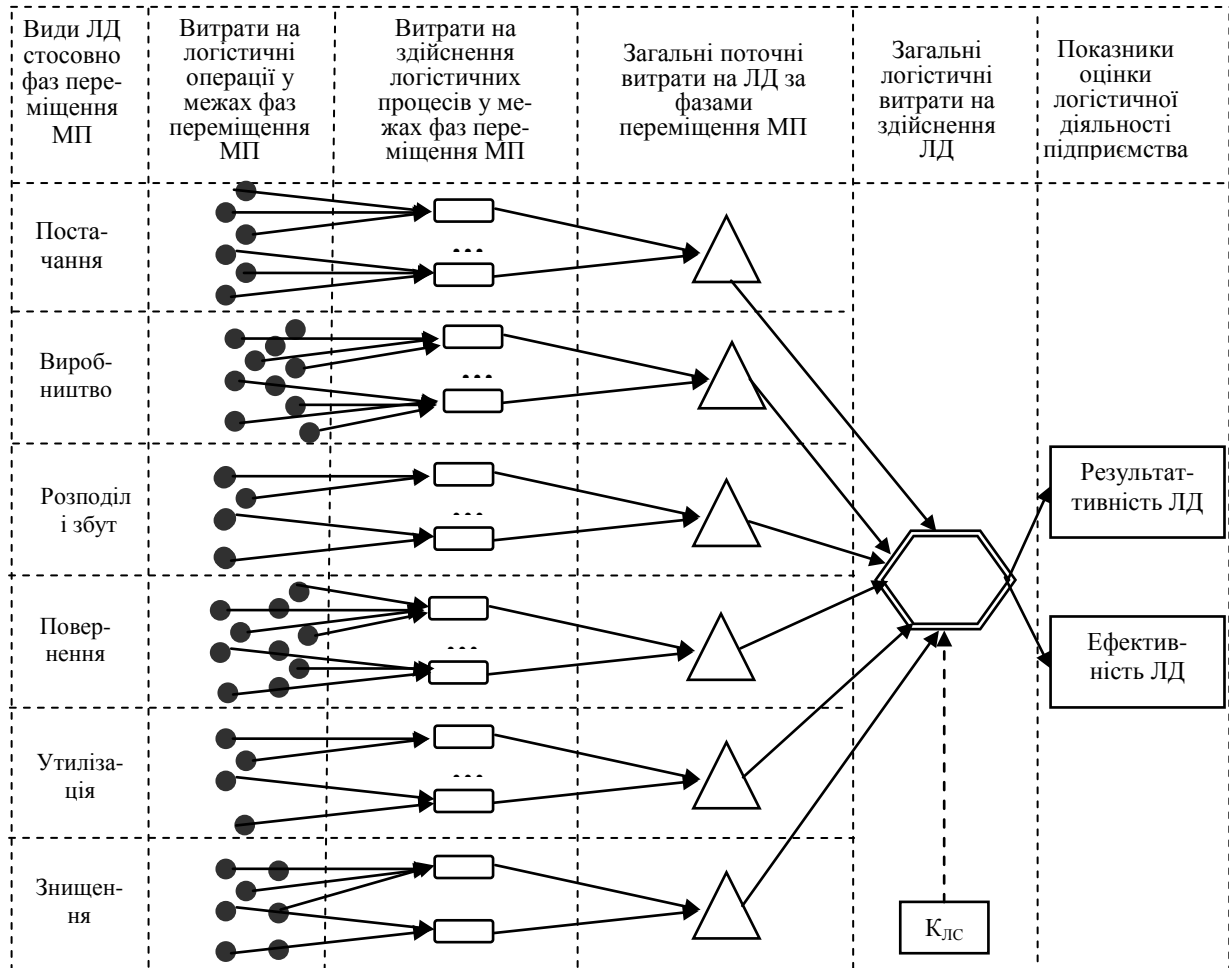 Види ЛД
стосовно
фаз пере-
міщення
МП
Витрати на
логістичні
операції у
межах фаз
переміщення
МП
Витрати на
здійснення
логістичних
процесів у ме-
жах фаз пере-
міщення МП
Загальні поточні
витрати на ЛД за
фазами
переміщення МП
Загальні
логістичні
витрати на
здійснення
ЛД
Показники
оцінки
логістичної
діяльності
підприємства
Поста-
чання
...
Вироб-
ництво
...
Розподіл
і збут
...
Результат-
тивність ЛД
Повер-
нення
...
Ефектив-
ність ЛД
Утиліза-
ція
...
Знищен-
ня
КЛС